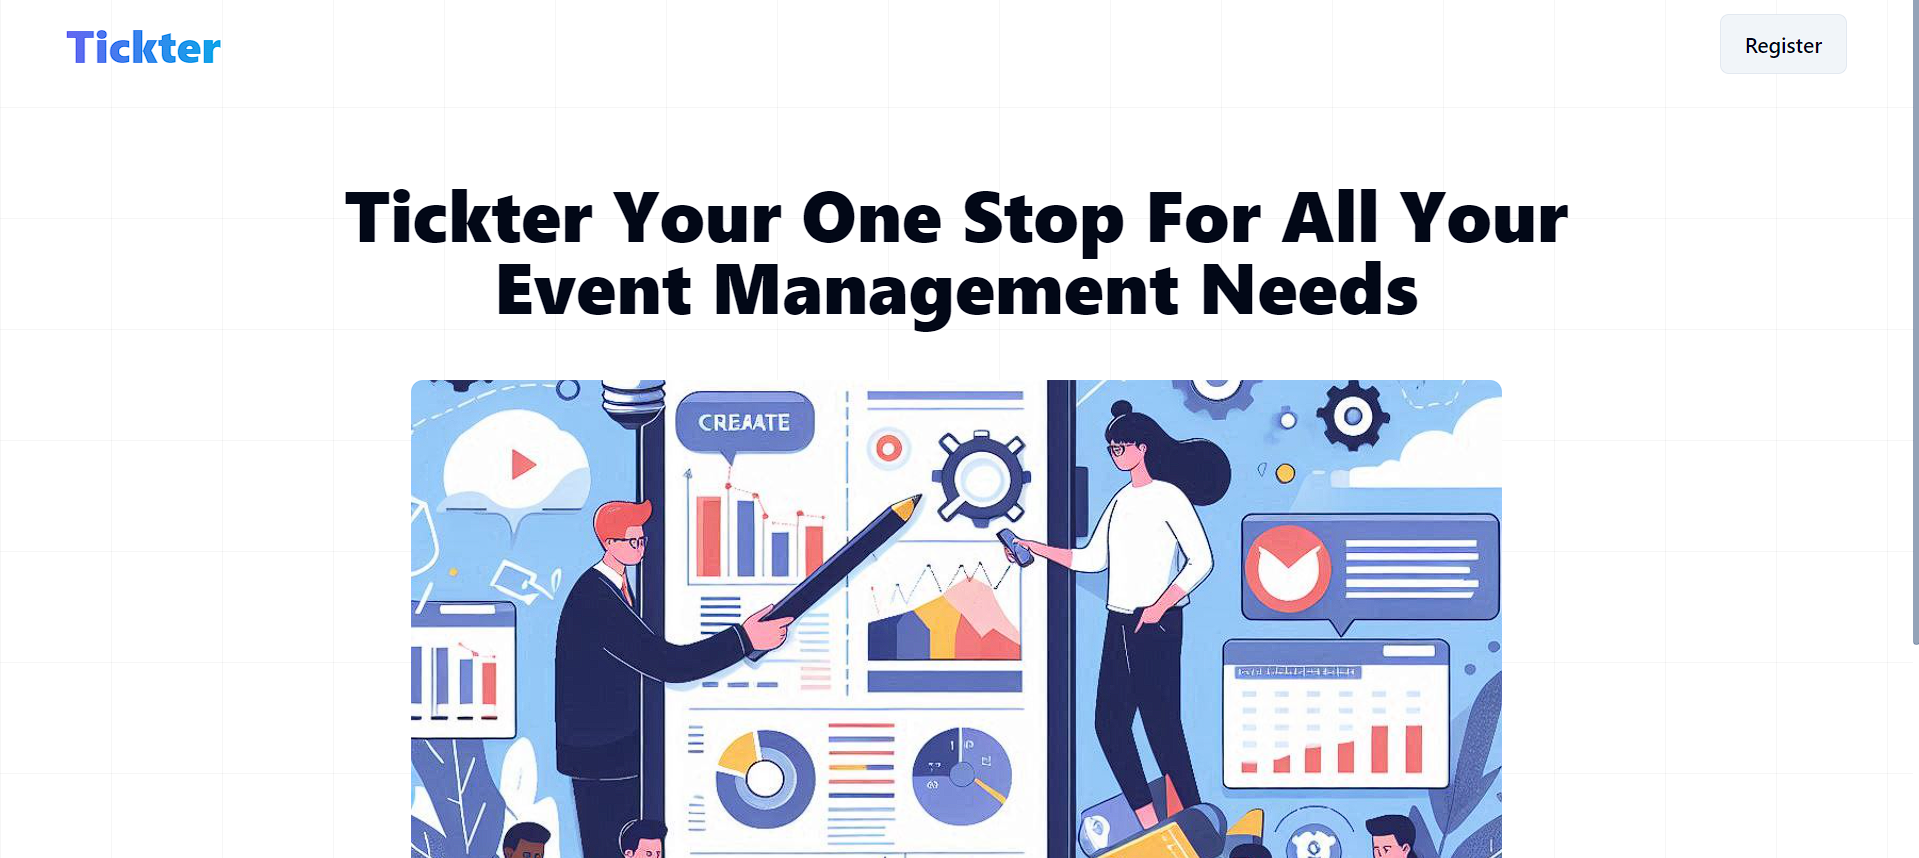 Tickter
Register
Tickter Your One Stop For All Your
Event Management Needs
CREAATE